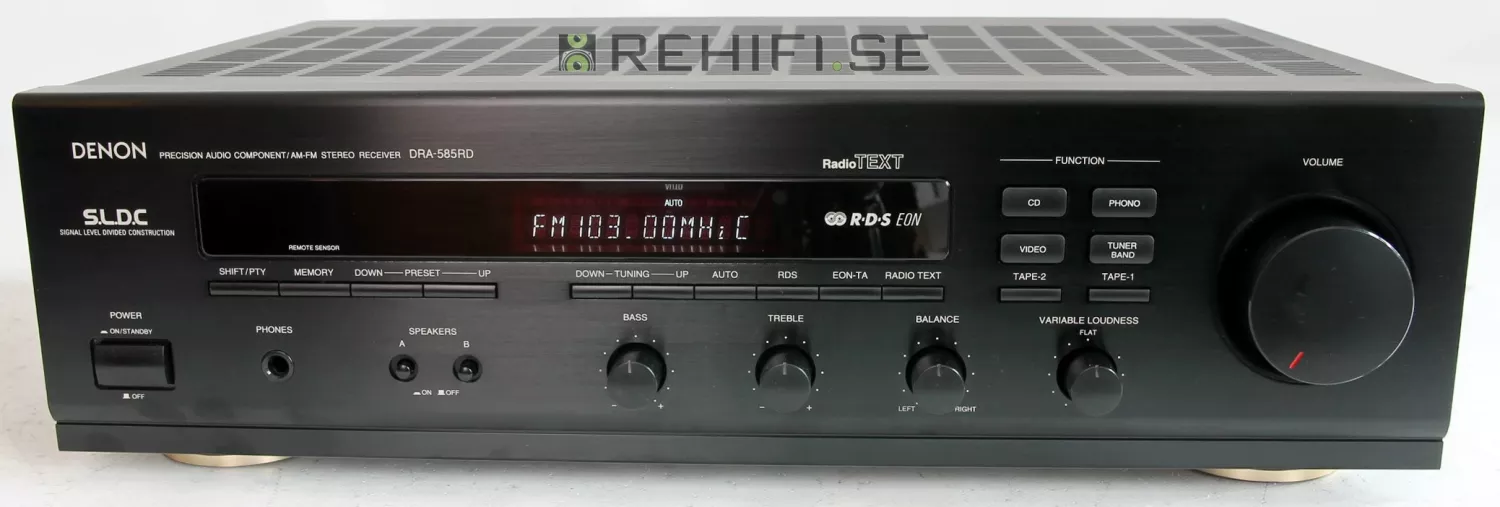 REHIFI.SE
DENON PRECISION AUDIO COMPONENT/AM-FM STEREO RECEIVER DRA-585RD
RadioTEXT
FUNCTION
VOLUME
S.L.D.C
SIGNAL LEVEL DIVIDED CONSTRUCTION
AUTO
FM103.00MHz C
R·D·S EON
REMOTE SENSOR
CD
PHONO
VIDEO
TUNER
BAND
TAPE-2
TAPE-1
SHIFT/PTY MEMORY DOWN PRESET UP
DOWN TUNING UP AUTO RDS EON-TA RADIO TEXT
POWER
ON/STANDBY
OFF
PHONES
SPEAKERS
A B
ON OFF
BASS
- +
TREBLE
- +
BALANCE
LEFT RIGHT
VARIABLE LOUDNESS
FLAT